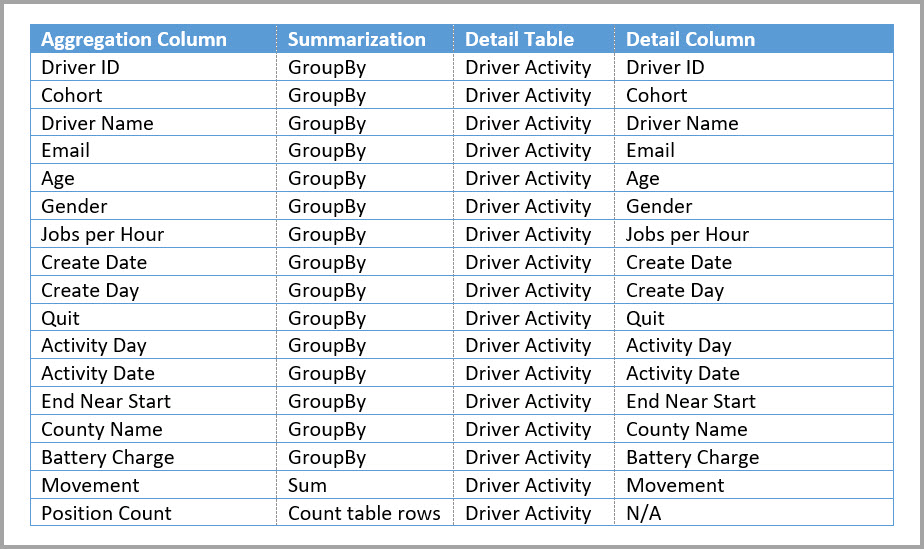 Aggregation Column Summarization Detail Table Detail Column
Driver ID GroupBy Driver Activity Driver ID
Cohort GroupBy Driver Activity Cohort
Driver Name GroupBy Driver Activity Driver Name
Email GroupBy Driver Activity Email
Age GroupBy Driver Activity Age
Gender GroupBy Driver Activity Gender
Jobs per Hour GroupBy Driver Activity Jobs per Hour
Create Date GroupBy Driver Activity Create Date
Create Day GroupBy Driver Activity Create Day
Quit GroupBy Driver Activity Quit
Activity Day GroupBy Driver Activity Activity Day
Activity Date GroupBy Driver Activity Activity Date
End Near Start GroupBy Driver Activity End Near Start
County Name GroupBy Driver Activity County Name
Battery Charge GroupBy Driver Activity Battery Charge
Movement Sum Driver Activity Movement
Position Count Count table rows Driver Activity N/A